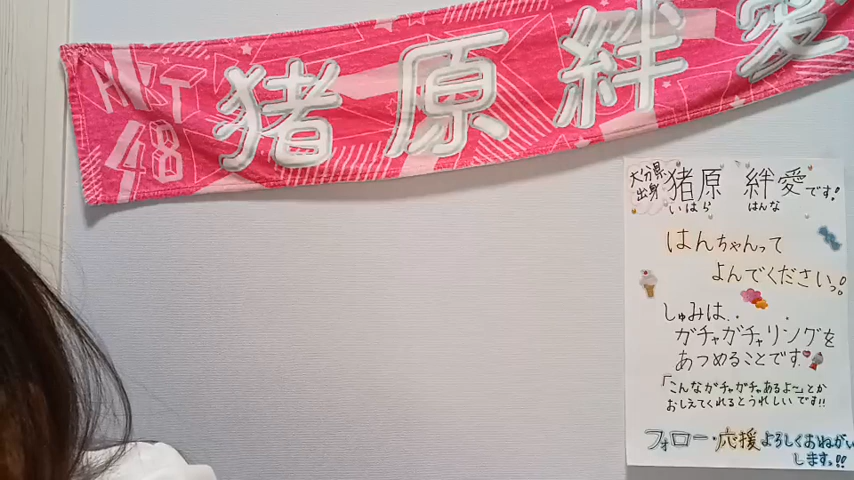 HKT
48
猪原絆愛
大分県
出身
猪原 絆愛です!
いはら はんな
はんちゃんって
よんでくださいっ!
しゅみは、、
ガチャガチャリングを
あつめることです
「こんなガチャガチャあるよ〜」とか
おしえてくれるとうれしいです!!
フォロー・応援よろしくおねがい
しますっ!!